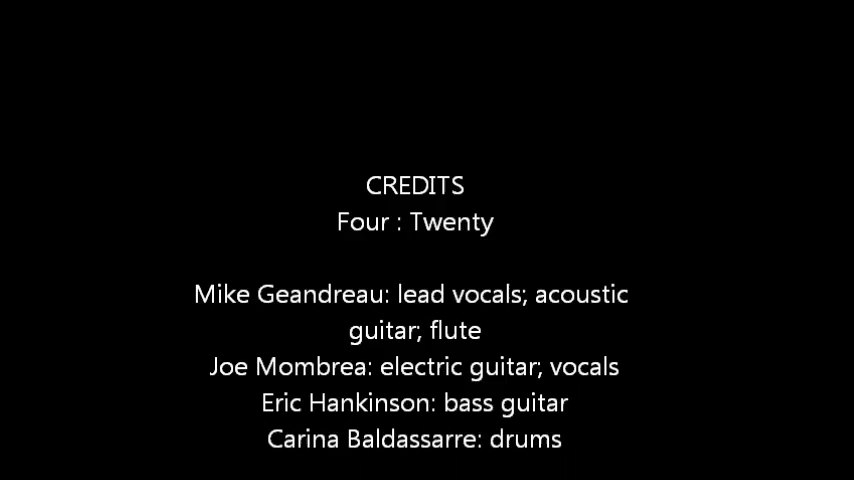 CREDITS
Four : Twenty
Mike Geandreau: lead vocals; acoustic
guitar; flute
Joe Mombrea: electric guitar; vocals
Eric Hankinson: bass guitar
Carina Baldassarre: drums